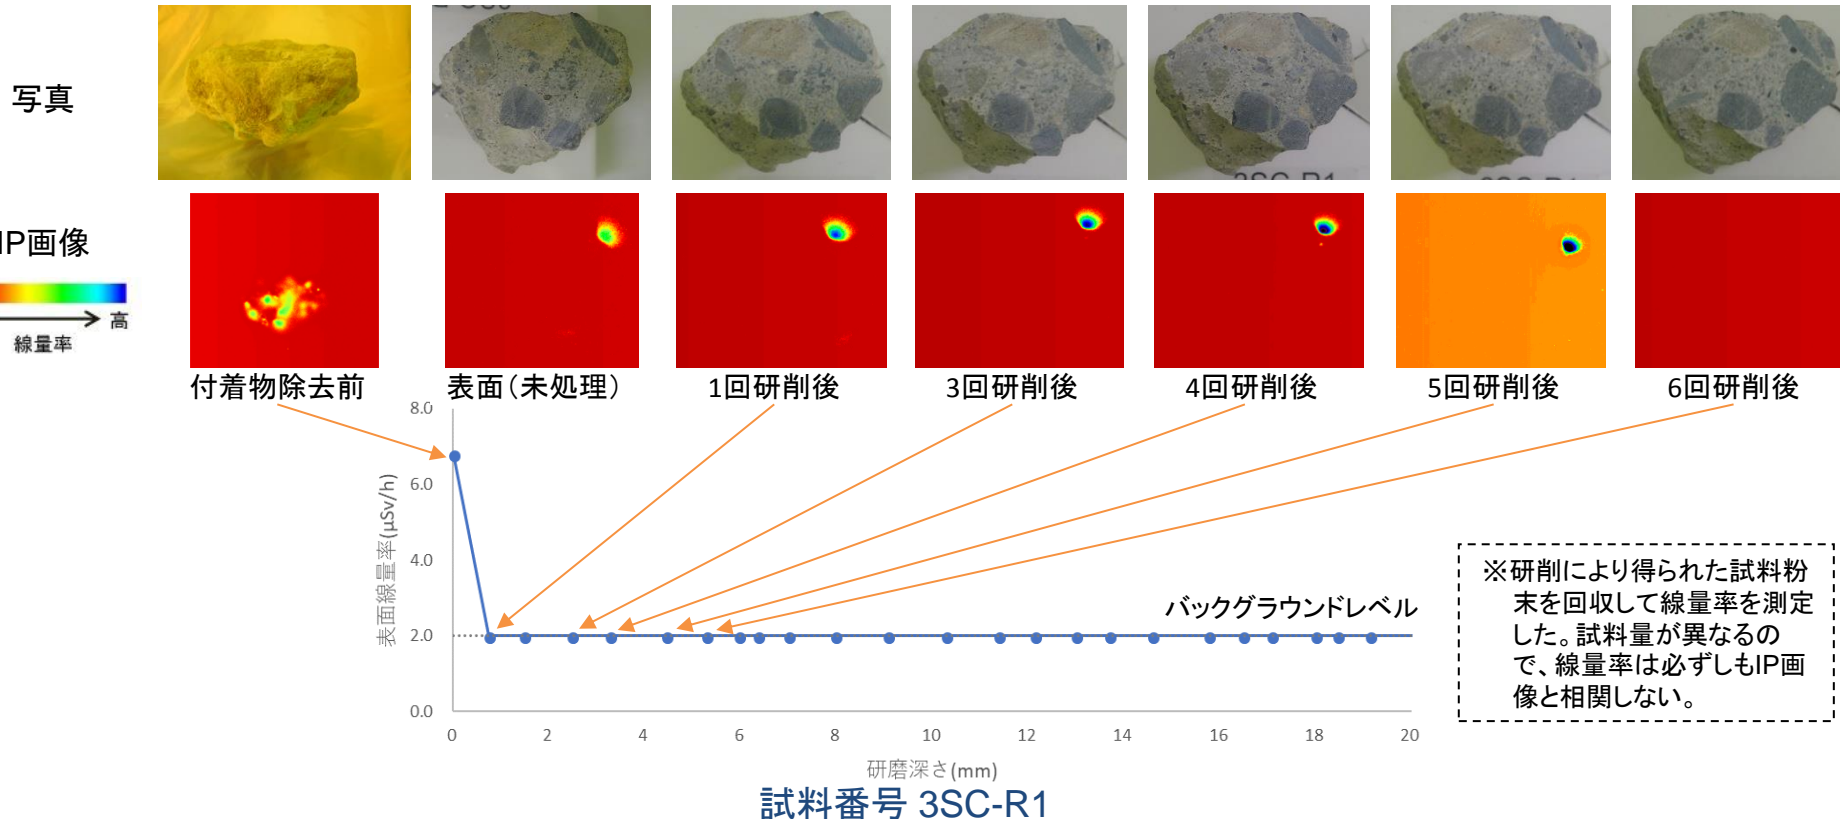 写真
IP画像
高
線量率
付着物除去前
表面（未処理）
1回研削後
3回研削後
4回研削後
5回研削後
6回研削後
3SC-R1
表面線量率(μSv/h)
8.0
6.0
4.0
2.0
0.0
バックグラウンドレベル
※研削により得られた試料粉
末を回収して線量率を測定
した。試料量が異なるの
で、線量率は必ずしもIP画
像と相関しない。
0 2 4 6 8 10 12 14 16 18 20
研磨深さ(mm)
試料番号 3SC-R1